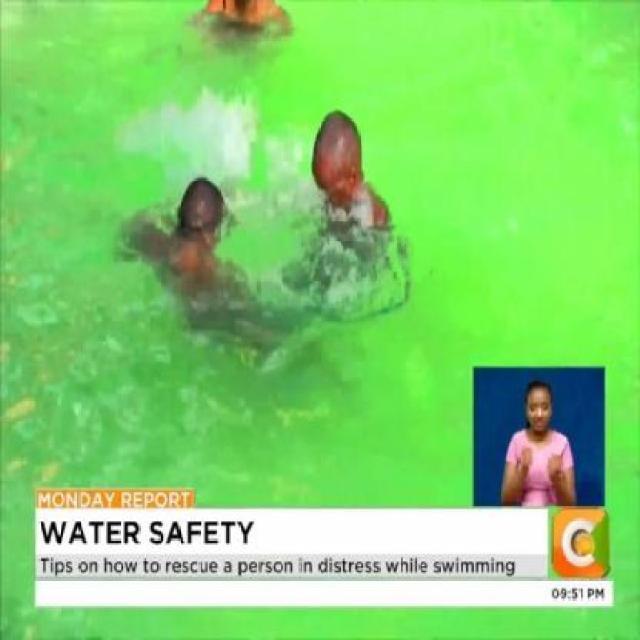 MONDAY REPORT
WATER SAFETY
Tips on how to rescue a person in distress while swimming
C
09:51 PM